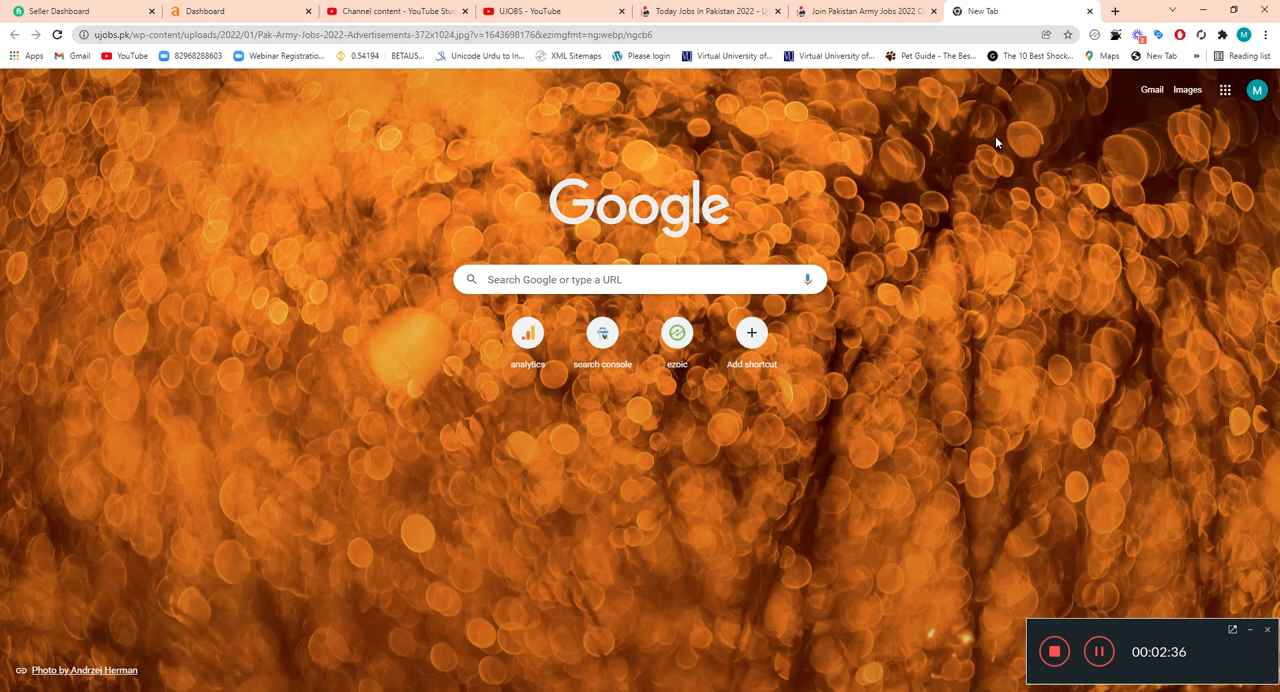 Seller Dashboard
Dashboard
Channel content - YouTube Stud
UJOBS - YouTube
Today Jobs In Pakistan 2022 - U
Join Pakistan Army Jobs 2022 O
New Tab
ujobs.pk/wp-content/uploads/2022/01/Pak-Army-Jobs-2022-Advertisements-372x1024.jpg?v=1643698176&ezimgfmt=ng:webp/ngcb6
2
M
Apps
Gmail
YouTube
82968288603
Webinar Registratio...
0.54194 | BETAUS...
Unicode Urdu to In...
XML Sitemaps
Please login
Virtual University of...
Virtual University of...
Pet Guide - The Bes...
The 10 Best Shock...
Maps
New Tab
»
Reading list
Gmail
Images
M
Google
Search Google or type a URL
analytics
search console
ezoic
Add shortcut
Photo by Andrzej Herman
00:02:36